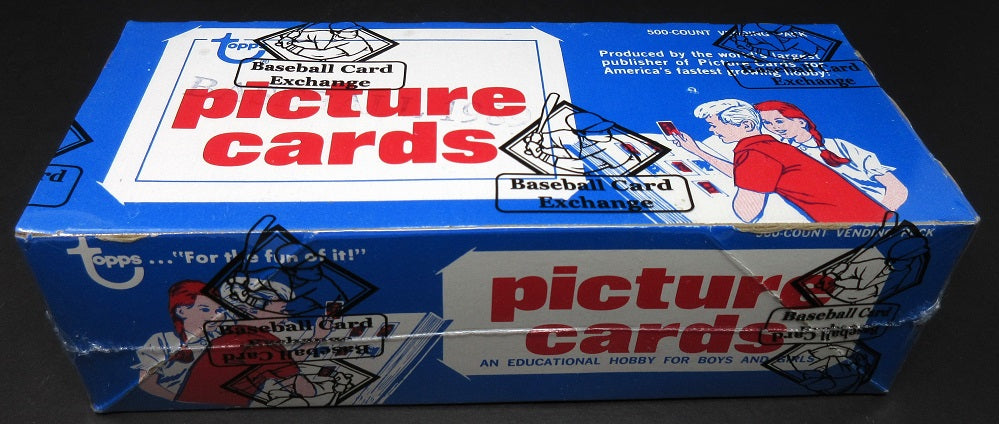 topps
500-COUNT VENDING PACK
Produced by the world's largest
publisher of Picture Cards, for
America's fastest growing hobby.
Baseball Card
Exchange
picture
cards
Baseball Card
Exchange
Card
rd
500-COUNT VENDING PACK
topps ..."For the fun of it!"
picture
cards
AN EDUCATIONAL HOBBY FOR BOYS AND GIRLS
Baseball Card
Baseball Card
Baseball Card